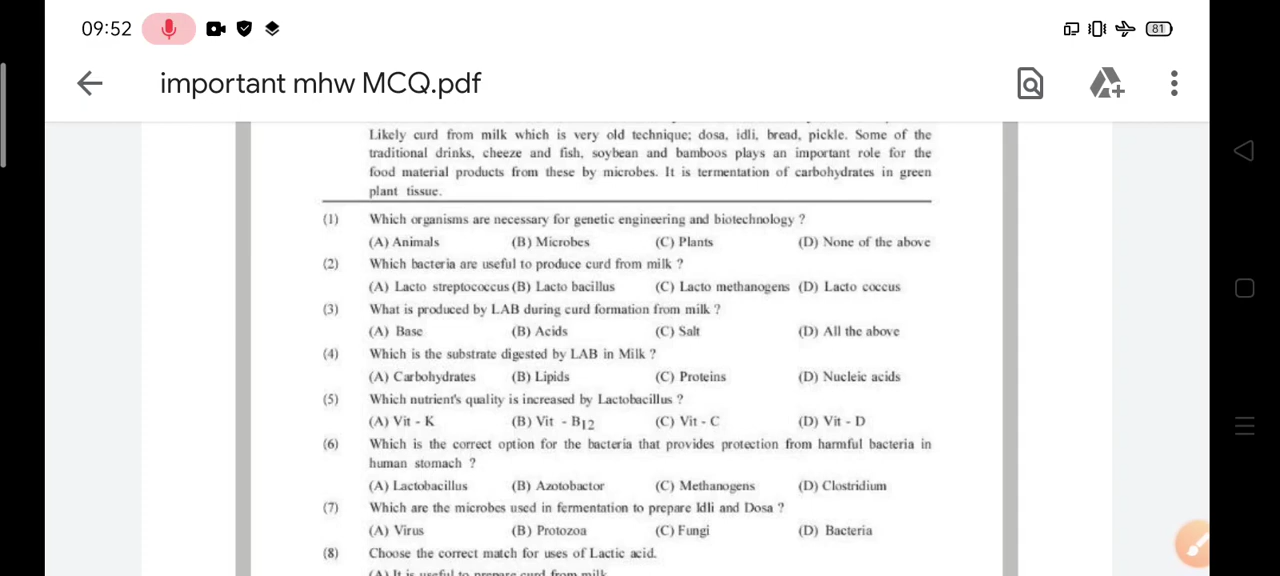 09:52
81
important mhw MCQ.pdf
Likely curd from milk which is very old technique; dosa, idli, bread, pickle. Some of the
traditional drinks, cheeze and fish, soybean and bamboos plays an important role for the
food material products from these by microbes. It is termentation of carbohydrates in green
plant tissue.
(1) Which organisms are necessary for genetic engineering and biotechnology ?
(A) Animals (B) Microbes (C) Plants (D) None of the above
(2) Which bacteria are useful to produce curd from milk ?
(A) Lacto streptococcus (B) Lacto bacillus (C) Lacto methanogens (D) Lacto coccus
(3) What is produced by LAB during curd formation from milk ?
(A) Base (B) Acids (C) Salt (D) All the above
(4) Which is the substrate digested by LAB in Milk ?
(A) Carbohydrates (B) Lipids (C) Proteins (D) Nucleic acids
(5) Which nutrient's quality is increased by Lactobacillus ?
(A) Vit - K (B) Vit - B12 (C) Vit - C (D) Vit - D
(6) Which is the correct option for the bacteria that provides protection from harmful bacteria in
human stomach ?
(A) Lactobacillus (B) Azotobactor (C) Methanogens (D) Clostridium
(7) Which are the microbes used in fermentation to prepare Idli and Dosa ?
(A) Virus (B) Protozoa (C) Fungi (D) Bacteria
(8) Choose the correct match for uses of Lactic acid.
(A) It is useful to prepare curd from milk